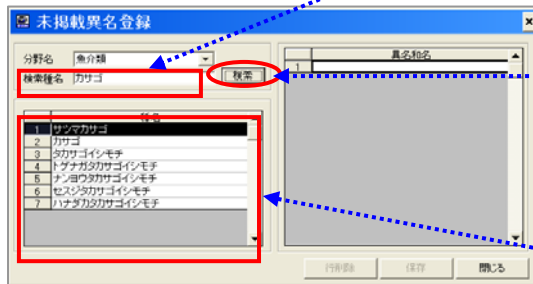 未掲載異名登録
分野名 魚介類
検索種名 カサゴ 検索
種名
1 サツマカサゴ
2 カサゴ
3 タカサゴイシモチ
4 トゲナガタカサゴイシモチ
5 ナンヨウタカサゴイシモチ
6 セスジタカサゴイシモチ
7 ハナダカタカサゴイシモチ
異名和名
1
行削除 保存 閉じる